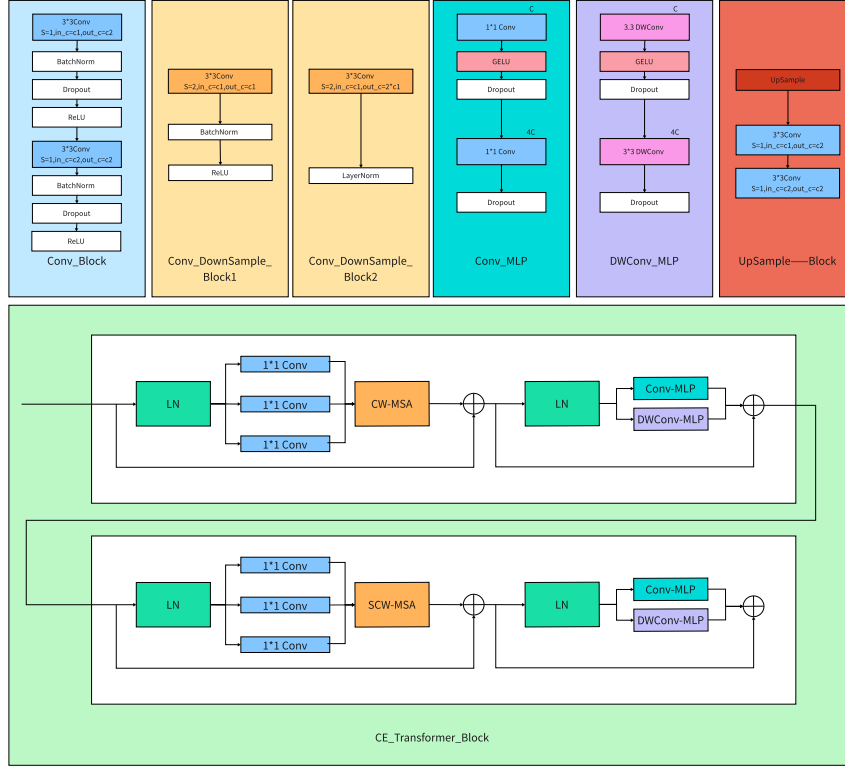 3*3Conv
S=1,in_c=c1,out_c=c2
BatchNorm
Dropout
ReLU
3*3Conv
S=1,in_c=c2,out_c=c2
BatchNorm
Dropout
ReLU
Conv_Block
3*3Conv
S=2,in_c=c1,out_c=c1
BatchNorm
ReLU
Conv_DownSample_
Block1
3*3Conv
S=2,in_c=c1,out_c=2*c1
LayerNorm
Conv_DownSample_
Block2
C
1*1 Conv
GELU
Dropout
4C
1*1 Conv
Dropout
Conv_MLP
C
3.3 DWConv
GELU
Dropout
4C
3*3 DWConv
Dropout
DWConv_MLP
UpSample
3*3Conv
S=1,in_c=c1,out_c=c2
3*3Conv
S=1,in_c=c2,out_c=c2
UpSample——Block
LN
1*1 Conv
1*1 Conv
1*1 Conv
CW-MSA
LN
Conv-MLP
DWConv-MLP
LN
1*1 Conv
1*1 Conv
1*1 Conv
SCW-MSA
LN
Conv-MLP
DWConv-MLP
CE_Transformer_Block